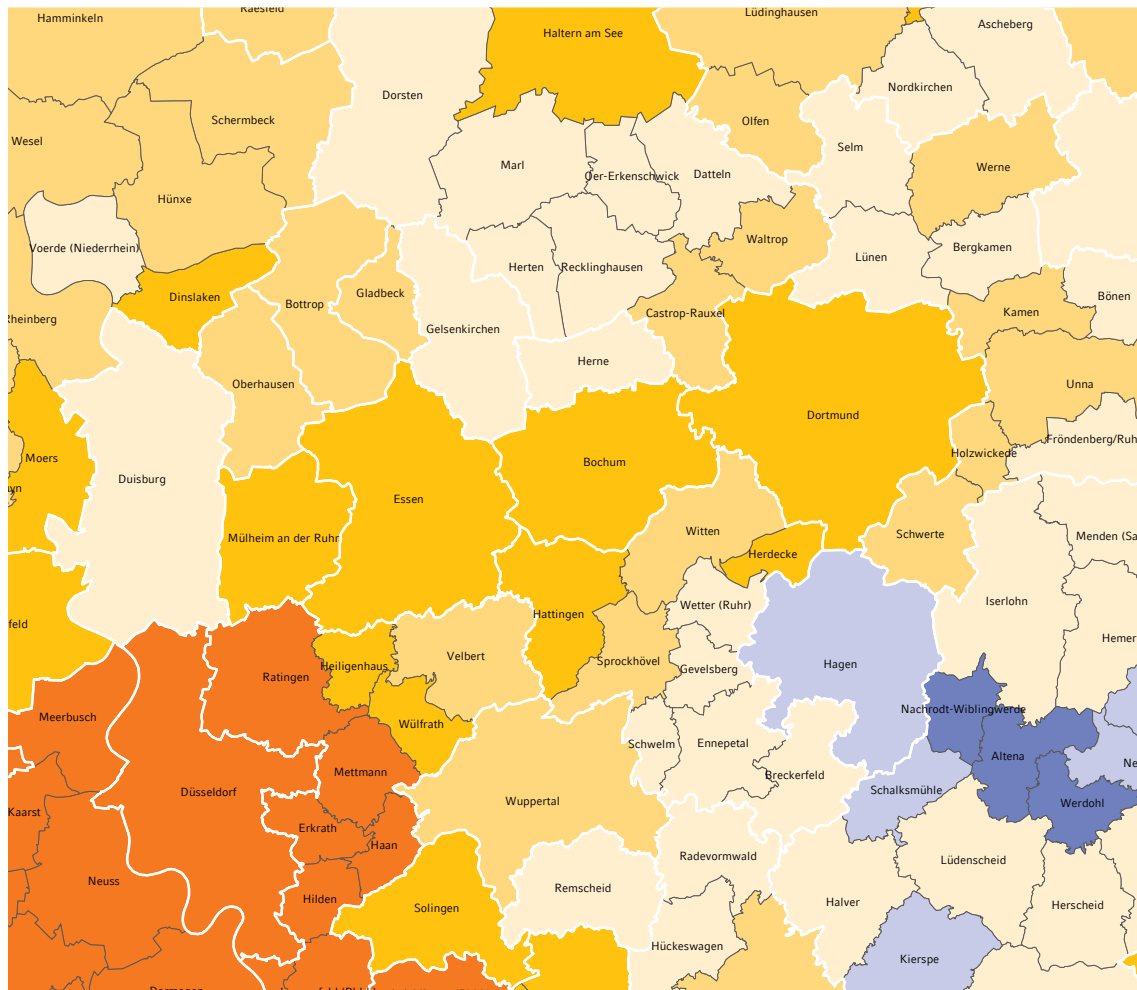 Hamminkeln
Raesfeld
Haltern am See
Lüdinghausen
Ascheberg
Dorsten
Nordkirchen
Schermbeck
Olfen
Wesel
Selm
Marl
Oer-Erkenschwick
Datteln
Werne
Hünxe
Voerde (Niederrhein)
Waltrop
Bergkamen
Lünen
Herten
Recklinghausen
Dinslaken
Bottrop
Gladbeck
Bönen
Rheinberg
Castrop-Rauxel
Kamen
Gelsenkirchen
Herne
Oberhausen
Unna
Dortmund
Fröndenberg/Ruh
Holzwickede
Moers
Bochum
Duisburg
uyn
Essen
Witten
Schwerte
Mülheim an der Ruhr
Menden (Sa
Herdecke
Iserlohn
Wetter (Ruhr)
Hattingen
feld
Hemer
Velbert
Sprockhövel
Hagen
Heiligenhaus
Gevelsberg
Ratingen
Nachrodt-Wiblingwerde
Meerbusch
Wülfrath
Schwelm
Ennepetal
Altena
Ne
Mettmann
Breckerfeld
Schalksmühle
Düsseldorf
Wuppertal
Werdohl
Kaarst
Erkrath
Haan
Radevormwald
Lüdenscheid
Neuss
Remscheid
Hilden
Halver
Herscheid
Solingen
Hückeswagen
Kierspe